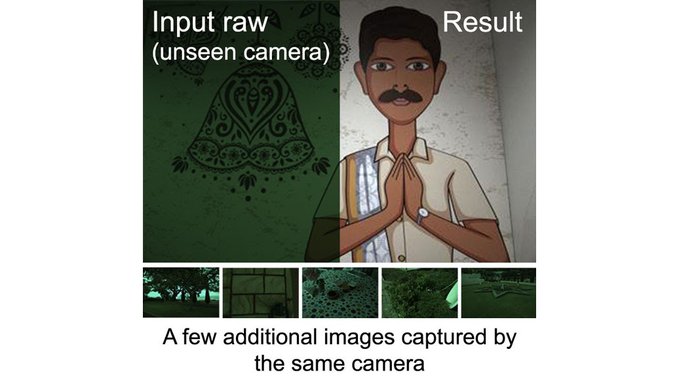 Input raw
(unseen camera)
Result
A few additional images captured by
the same camera